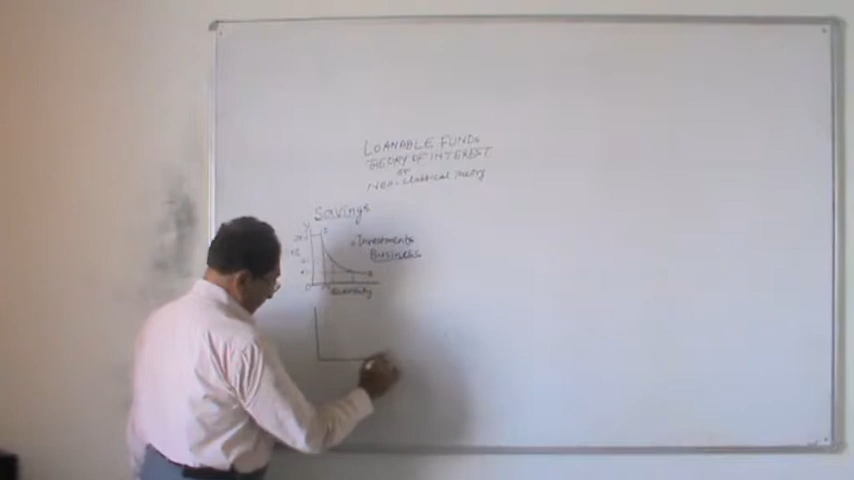 LOANABLE FUNDS
THEORY OF INTEREST
or
Neo-classical Theory
Savings
Y
Investments
Business
O
Quantity